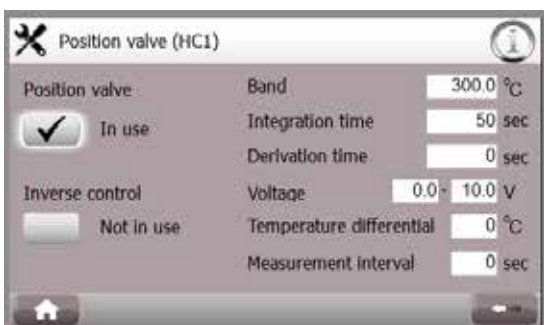 Position valve (HC1)
Position valve
In use
Inverse control
Not in use
Band 300.0 °C
Integration time 50 sec
Derivation time 0 sec
Voltage 0.0 - 10.0 V
Temperature differential 0 °C
Measurement interval 0 sec